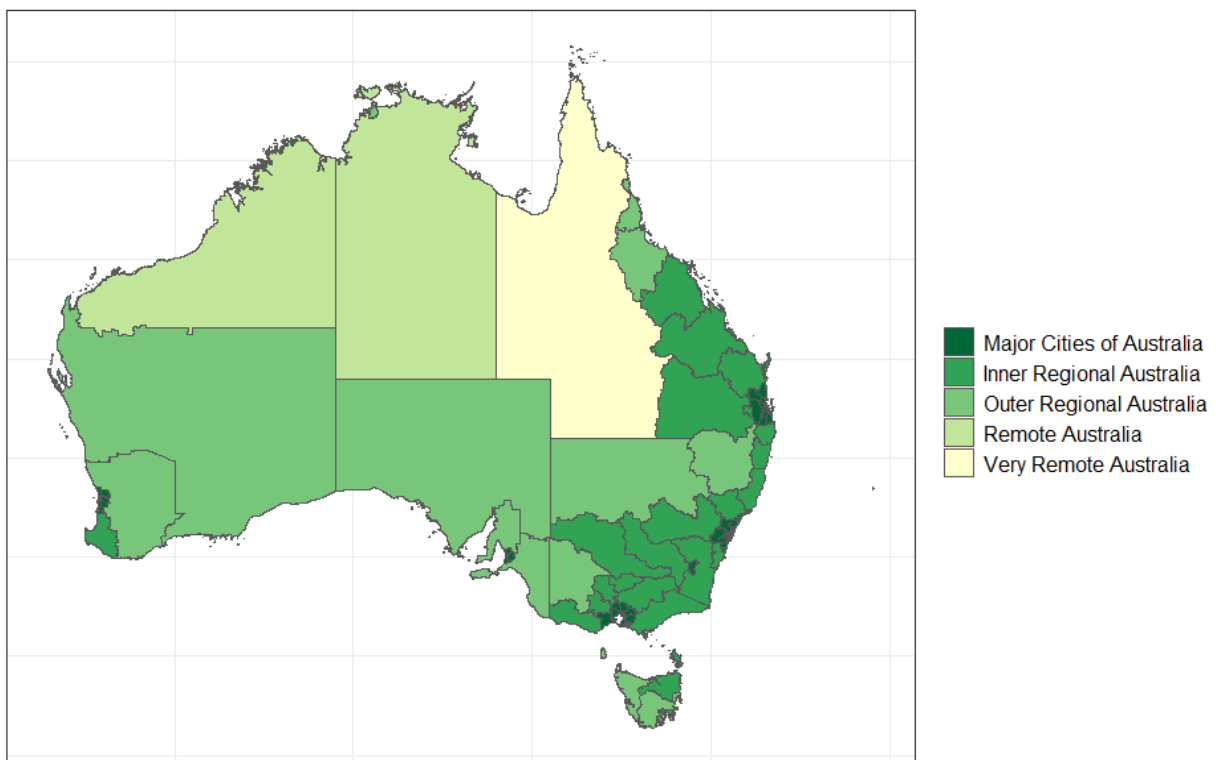 Major Cities of Australia
Inner Regional Australia
Outer Regional Australia
Remote Australia
Very Remote Australia